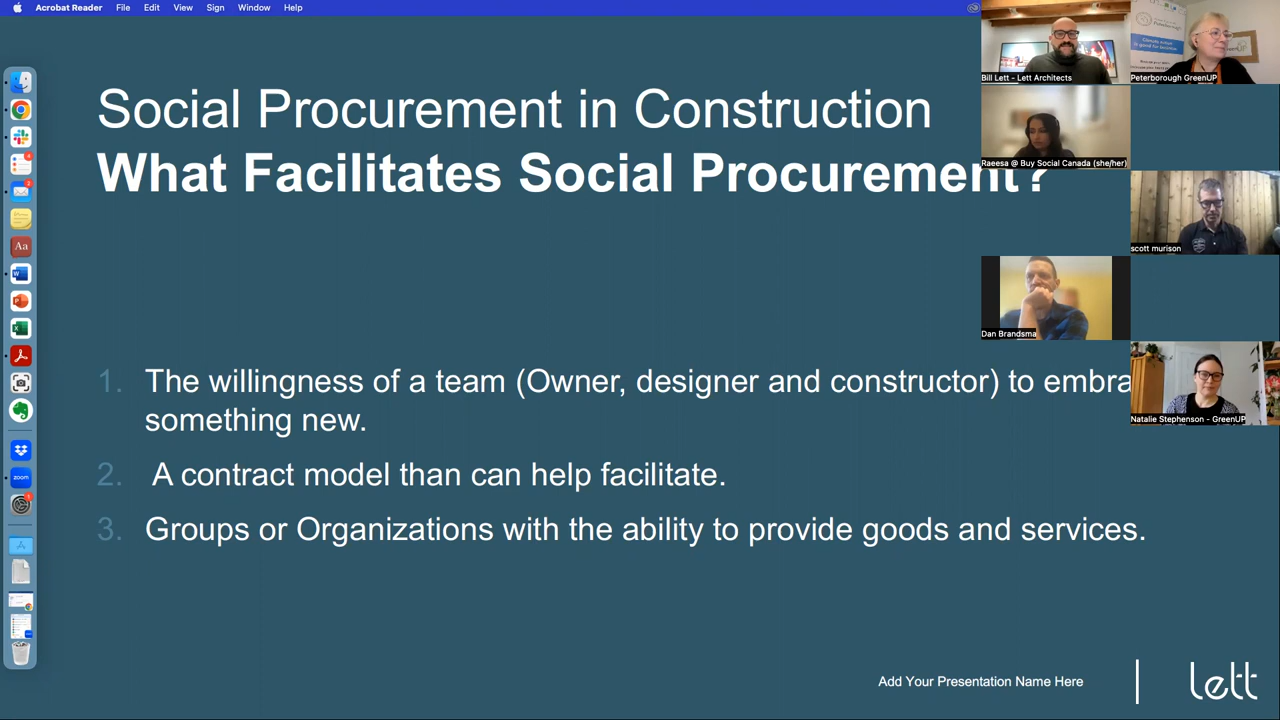 Acrobat Reader File Edit View Sign Window Help
Social Procurement in Construction
What Facilitates Social Procurement?
Bill Lett - Lett Architects
Peterborough GreenUP
Raeesa @ Buy Social Canada (she/her)
scott murison
Dan Brandsma
Natalie Stephenson - GreenUP
1. The willingness of a team (Owner, designer and constructor) to embra
something new.
2. A contract model than can help facilitate.
3. Groups or Organizations with the ability to provide goods and services.
Aa
zoom
Add Your Presentation Name Here
lett